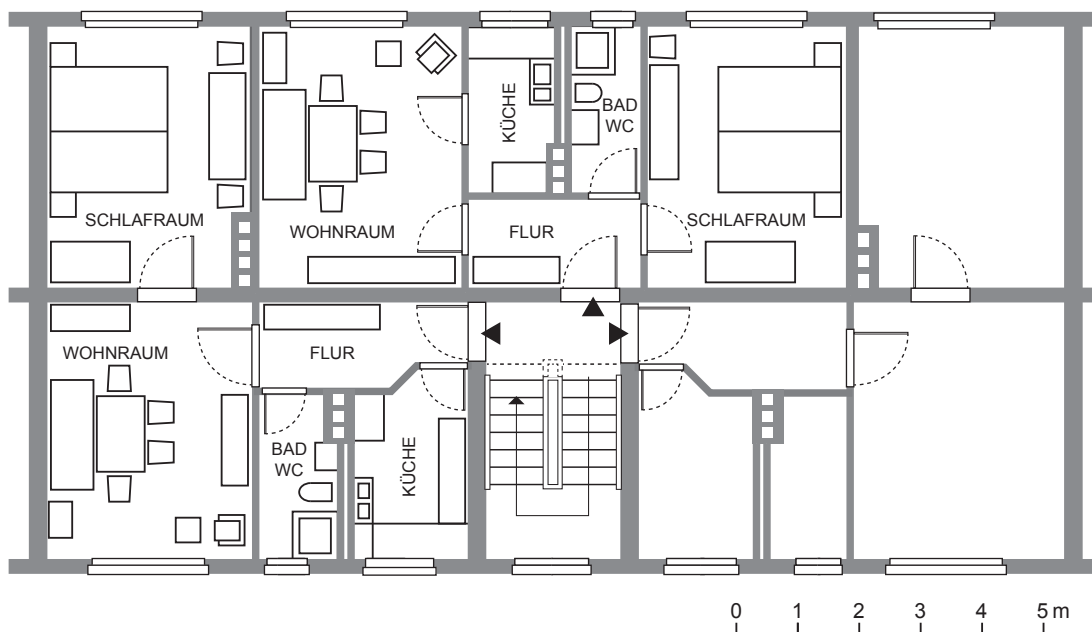 KÜCHE
BAD
WC
SCHLAFRAUM
WOHNRAUM
FLUR
SCHLAFRAUM
WOHNRAUM
FLUR
BAD
WC
KÜCHE
0 1 2 3 4 5 m